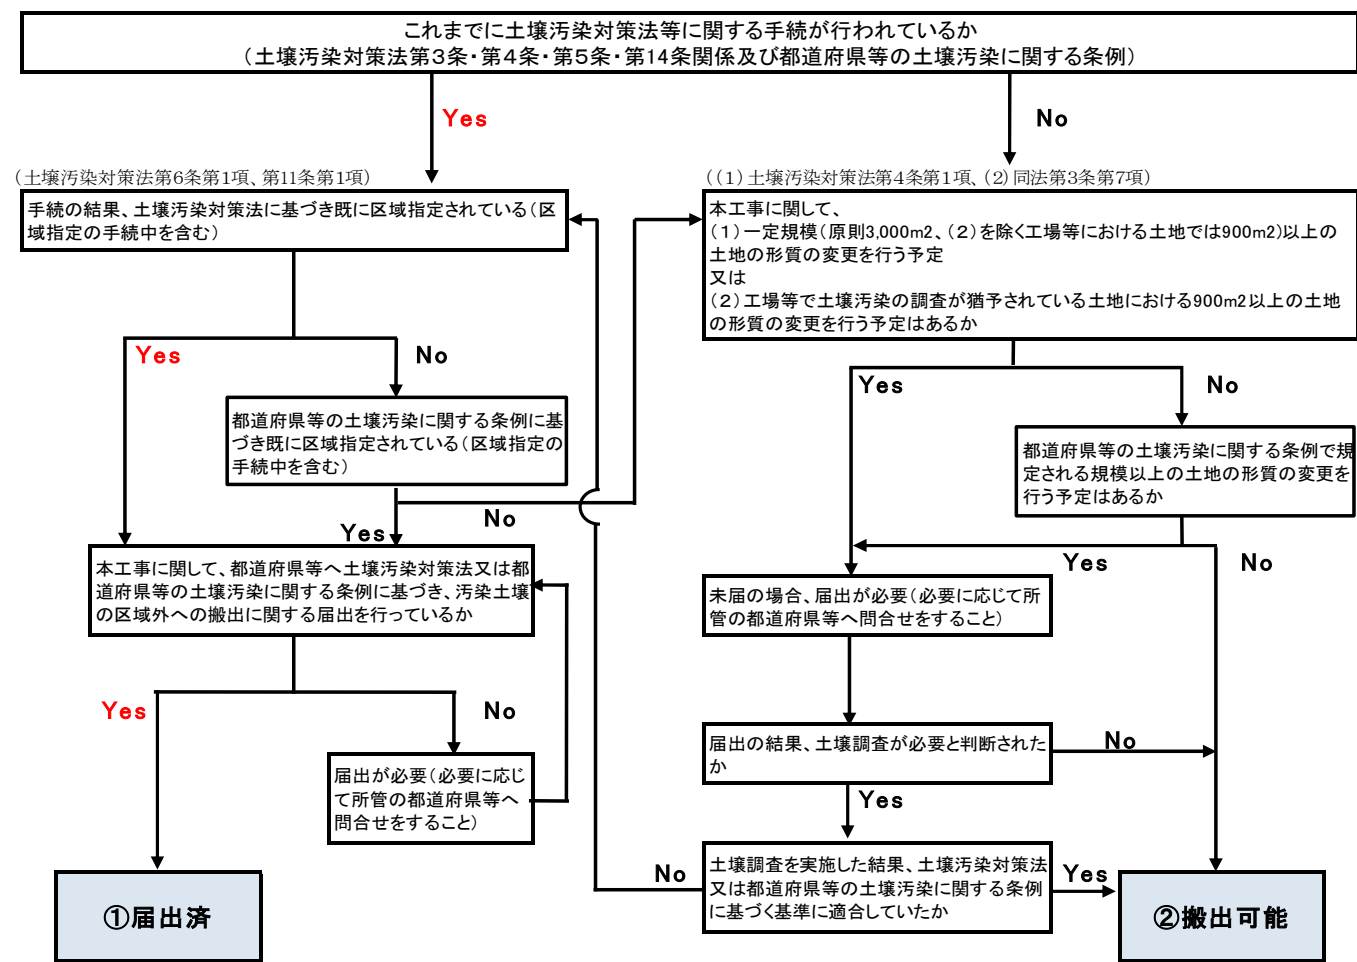 これまでに土壌汚染対策法等に関する手続が行われているか
（土壌汚染対策法第３条・第４条・第５条・第14条関係及び都道府県等の土壌汚染に関する条例）
Yes
No
（土壌汚染対策法第6条第1項、第11条第1項）
（(1)土壌汚染対策法第4条第1項、(2)同法第3条第7項）
手続の結果、土壌汚染対策法に基づき既に区域指定されている（区
域指定の手続中を含む）
本工事に関して、
（１）一定規模（原則3,000m2、（２）を除く工場等における土地では900m2）以上の
土地の形質の変更を行う予定
又は
（２）工場等で土壌汚染の調査が猶予されている土地における900m2以上の土地
の形質の変更を行う予定はあるか
Yes
No
Yes
No
都道府県等の土壌汚染に関する条例に基
づき既に区域指定されている（区域指定の
手続中を含む）
都道府県等の土壌汚染に関する条例で規
定される規模以上の土地の形質の変更を
行う予定はあるか
Yes
No
Yes
No
本工事に関して、都道府県等へ土壌汚染対策法又は都
道府県等の土壌汚染に関する条例に基づき、汚染土壌
の区域外への搬出に関する届出を行っているか
未届の場合、届出が必要（必要に応じて所
管の都道府県等へ問合せをすること）
Yes
No
届出の結果、土壌調査が必要と判断された
か
No
届出が必要（必要に応じ
て所管の都道府県等へ
問合せをすること）
Yes
土壌調査を実施した結果、土壌汚染対策法
又は都道府県等の土壌汚染に関する条例
に基づく基準に適合していたか
No
Yes
①届出済
②搬出可能